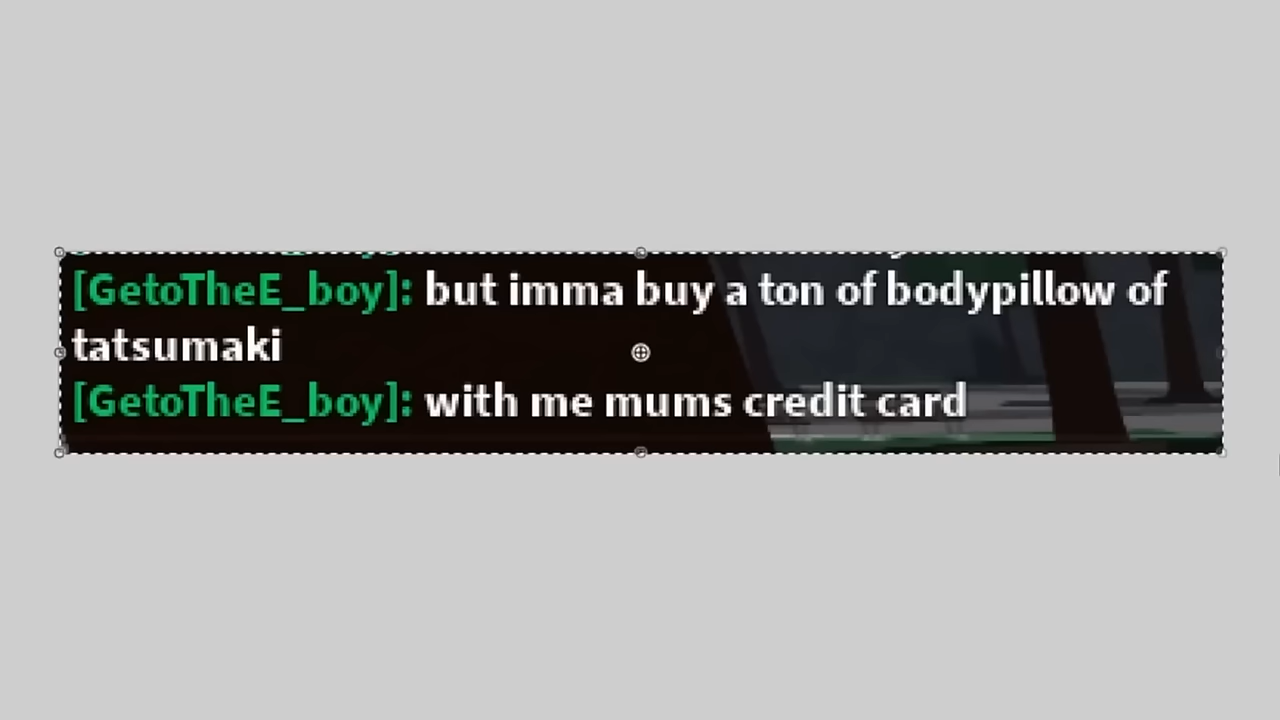 [GetoTheE_boy]: but imma buy a ton of bodypillow of
tatsumaki
[GetoTheE_boy]: with me mums credit card